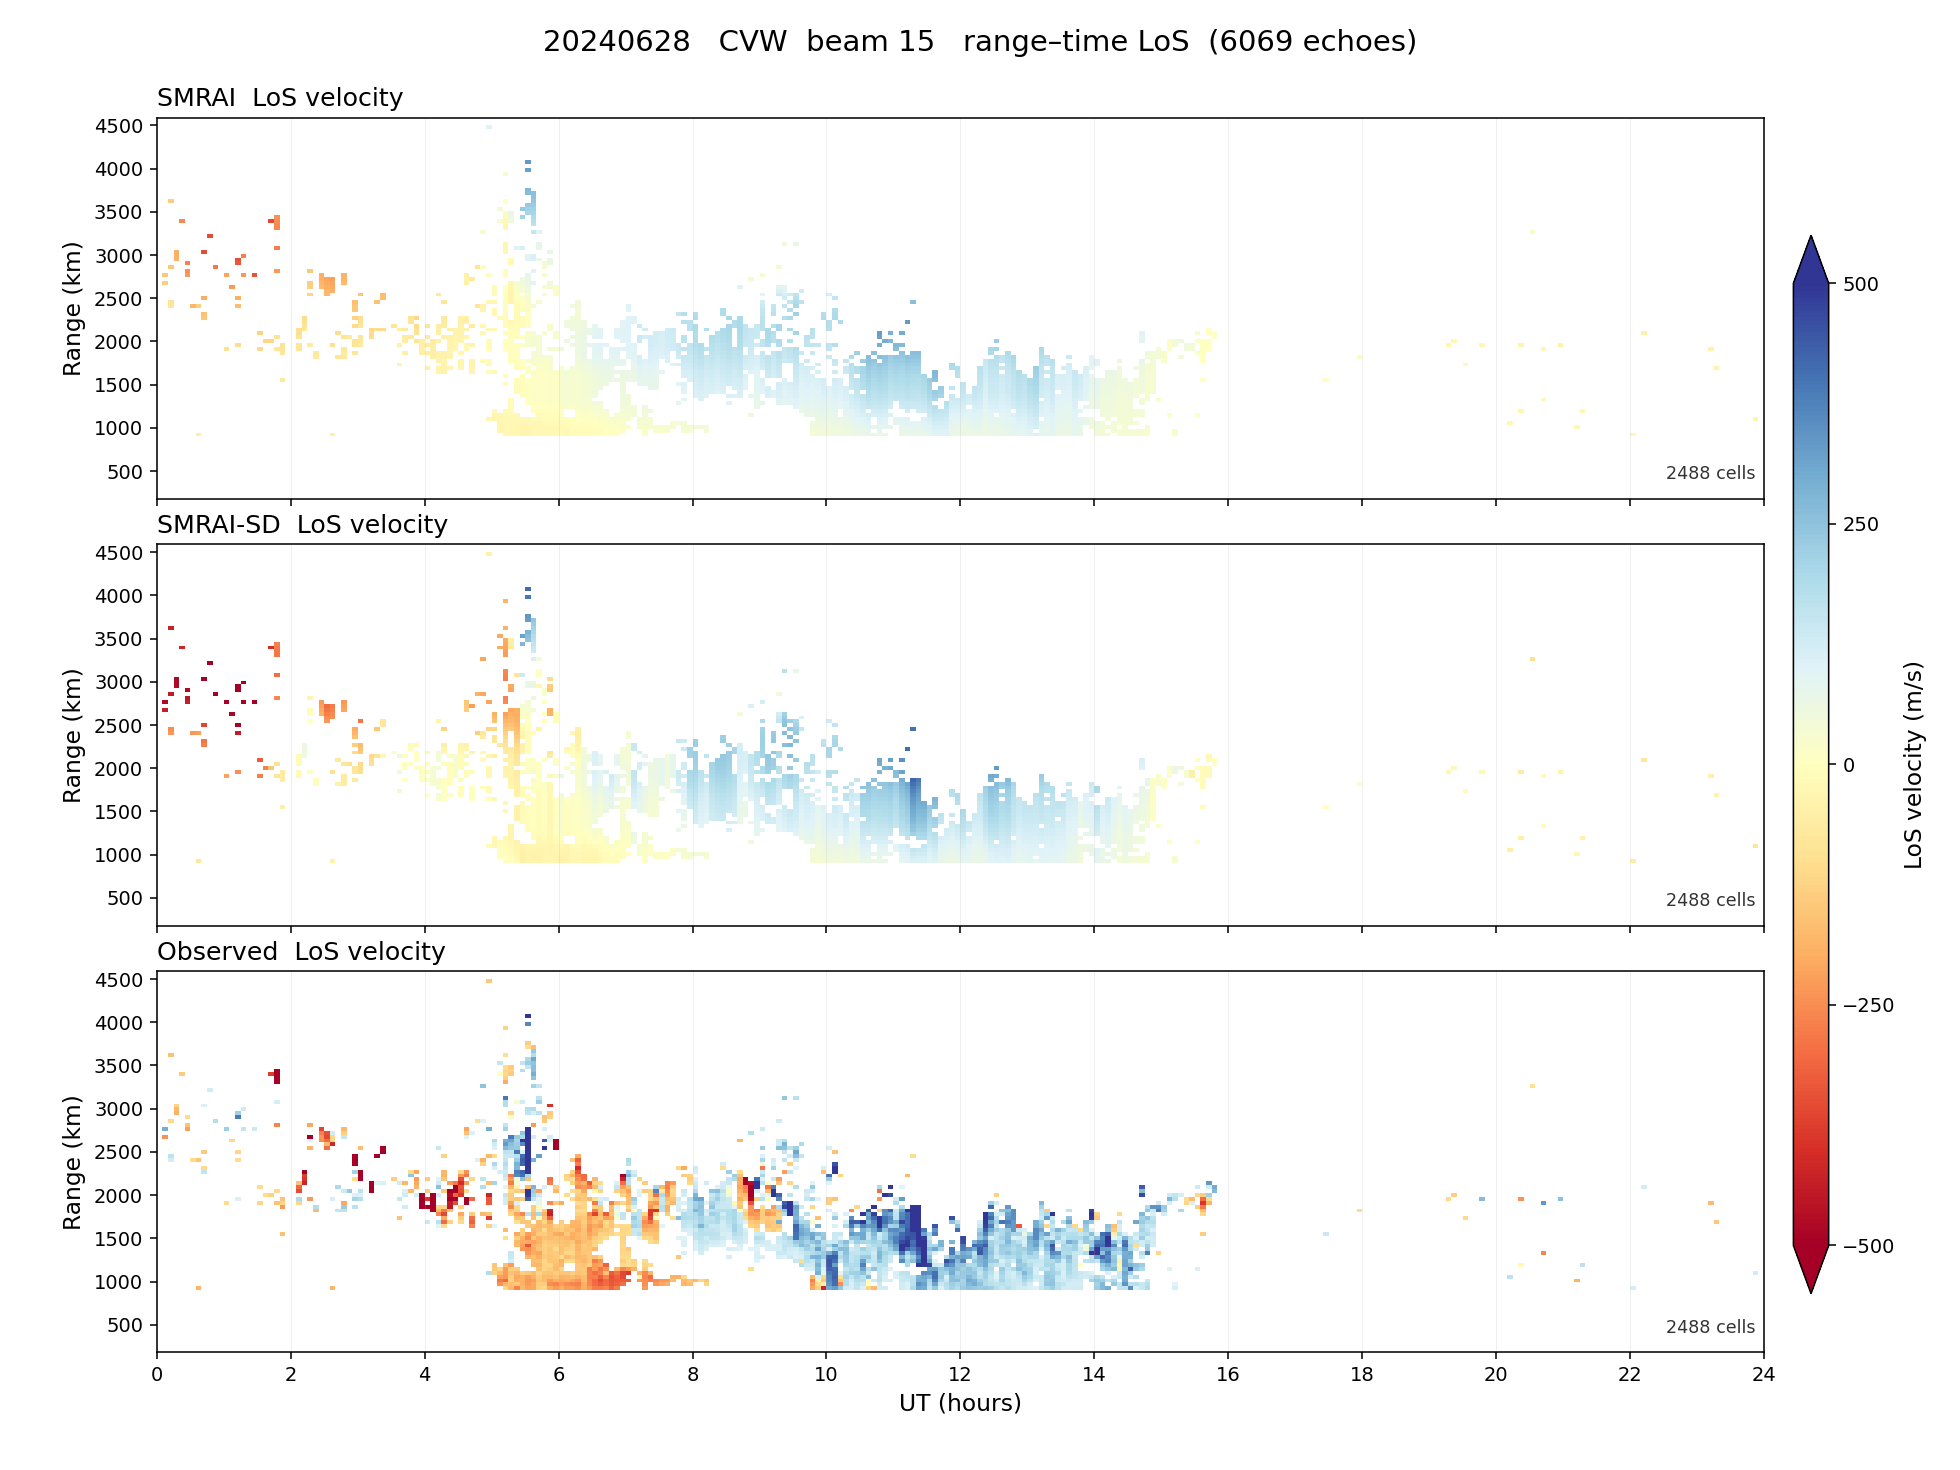 20240628   CVW  beam 15   range–time LoS  (6069 echoes)
SMRAI  LoS velocity
4500
4000
3500
3000
2500
2000
1500
1000
500
Range (km)
2488 cells
SMRAI-SD  LoS velocity
4500
4000
3500
3000
2500
2000
1500
1000
500
Range (km)
2488 cells
Observed  LoS velocity
4500
4000
3500
3000
2500
2000
1500
1000
500
Range (km)
2488 cells
0 2 4 6 8 10 12 14 16 18 20 22 24
UT (hours)
500
250
0
−250
−500
LoS velocity (m/s)